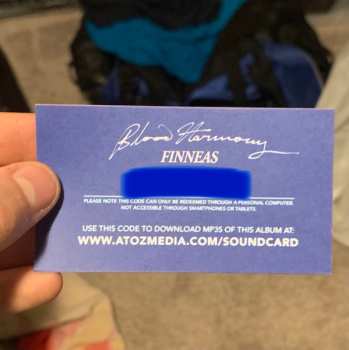 Blood Harmony
FINNEAS
PLEASE NOTE THIS CODE CAN ONLY BE REDEEMED THROUGH A PERSONAL COMPUTER
NOT ACCESSIBLE THROUGH SMARTPHONES OR TABLETS.
USE THIS CODE TO DOWNLOAD MP3S OF THIS ALBUM AT:
WWW.ATOZMEDIA.COM/SOUNDCARD